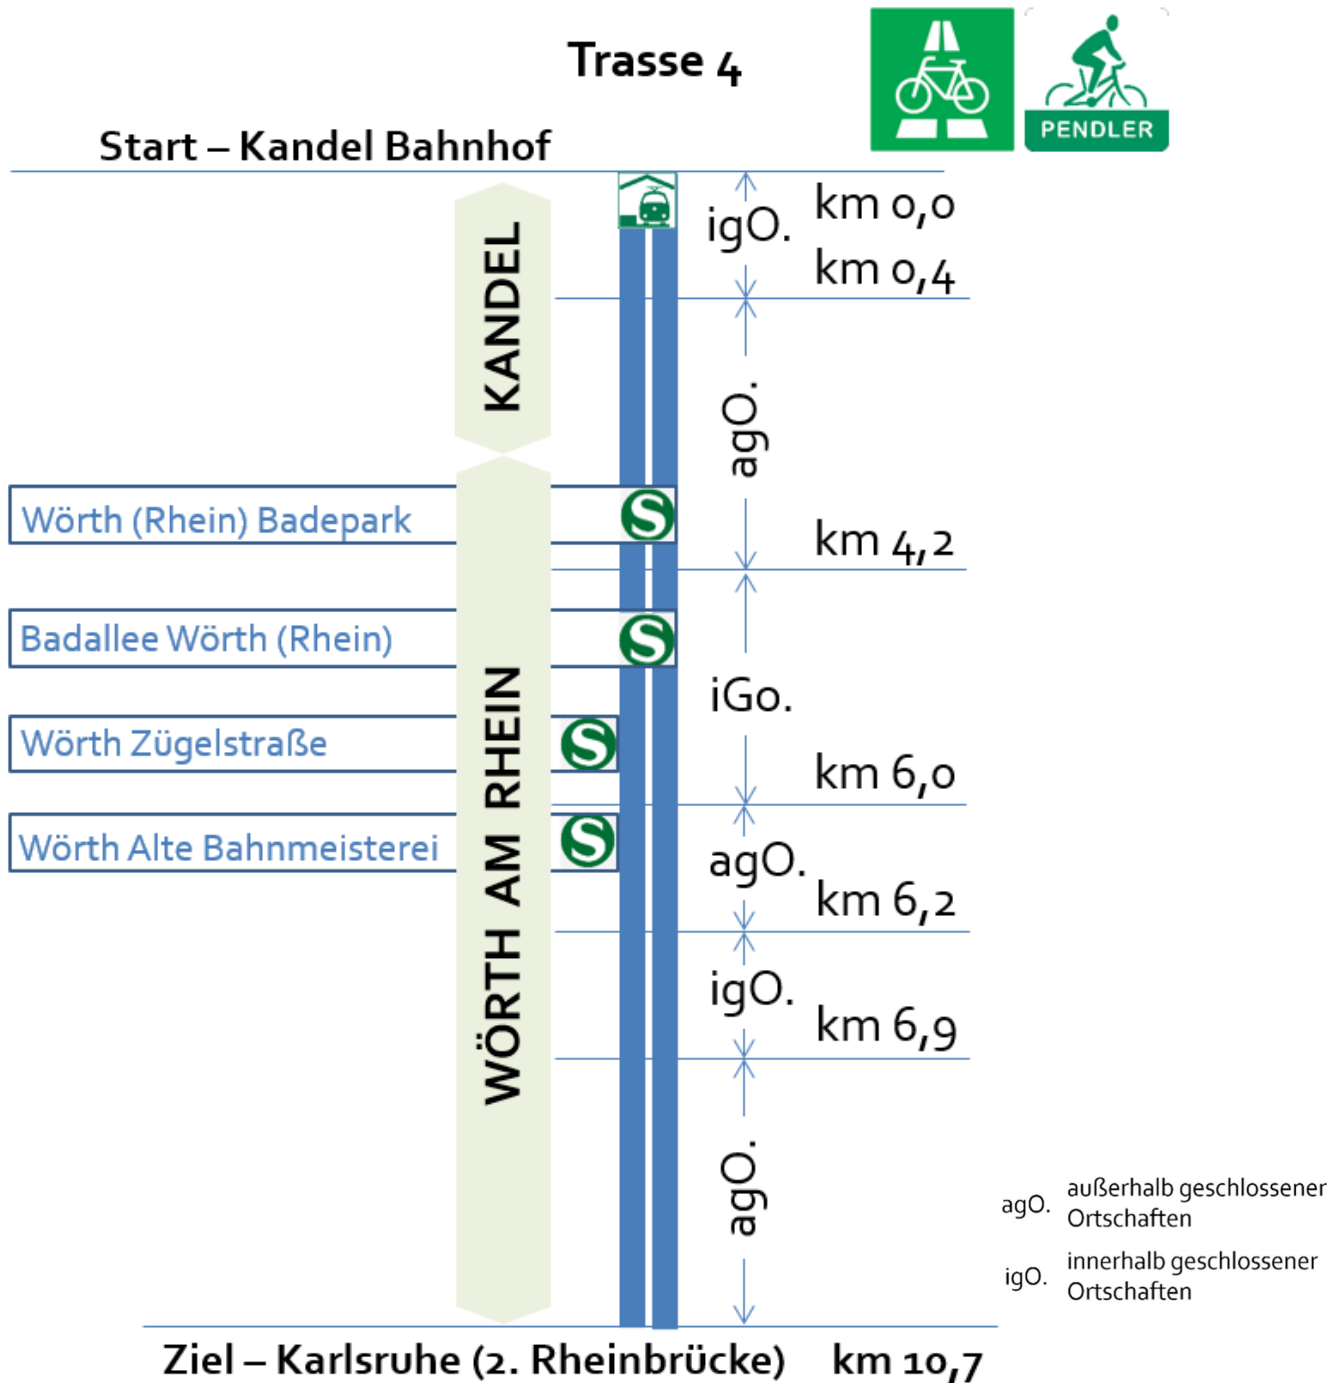 Trasse 4
PENDLER
Start – Kandel Bahnhof
km 0,0
igO.
km 0,4
KANDEL
agO.
Wörth (Rhein) Badepark
S
km 4,2
Badallee Wörth (Rhein)
S
iGo.
WÖRTH AM RHEIN
Wörth Zügelstraße
S
km 6,0
Wörth Alte Bahnmeisterei
S
agO.
km 6,2
igO.
km 6,9
agO.
agO. außerhalb geschlossener
Ortschaften
igO. innerhalb geschlossener
Ortschaften
Ziel – Karlsruhe (2. Rheinbrücke) km 10,7